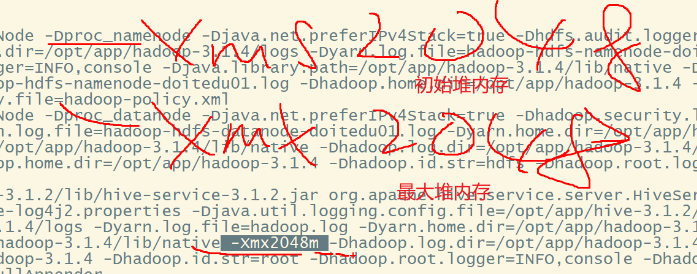 Node -Dproc_namenode -Djava.net.preferIPv4Stack=true -Dhdfs.audit.logger
.dir=/opt/app/hadoop-3.1.4/logs -Dyarn.log.file=hadoop-hdfs-namenode-doi
gger=INFO,console -Djava.library.path=/opt/app/hadoop-3.1.4/lib/native -D
op-hdfs-namenode-doitedu01.log -Dhadoop.home.dir=/opt/app/hadoop-3.1.4 -
y.file=hadoop-policy.xml
初始堆内存
Node -Dproc_datanode -Djava.net.preferIPv4Stack=true -Dhadoop.security.l
n.log.file=hadoop-hdfs-datanode-doitedu01.log -Dyarn.home.dir=/opt/app/
/opt/app/hadoop-3.1.4/lib/native -Dhadoop.log.dir=/opt/app/hadoop-3.1.4/
op.home.dir=/opt/app/hadoop-3.1.4 -Dhadoop.id.str=hdfs -Dhadoop.root.log
-Xms2048
-Xmx2048
最大堆内存
-3.1.2/lib/hive-service-3.1.2.jar org.apache.hive.service.server.HiveSer
e-log4j2.properties -Djava.util.logging.config.file=/opt/app/hive-3.1.2/
.4/logs -Dyarn.log.file=hadoop.log -Dyarn.home.dir=/opt/app/hadoop-3.1.4
hadoop-3.1.4/lib/native -Xmx2048m -Dhadoop.log.dir=/opt/app/hadoop-3.1.4
-3.1.4 -Dhadoop.id.str=root -Dhadoop.root.logger=INFO,console -Dhadoop
ullAppender